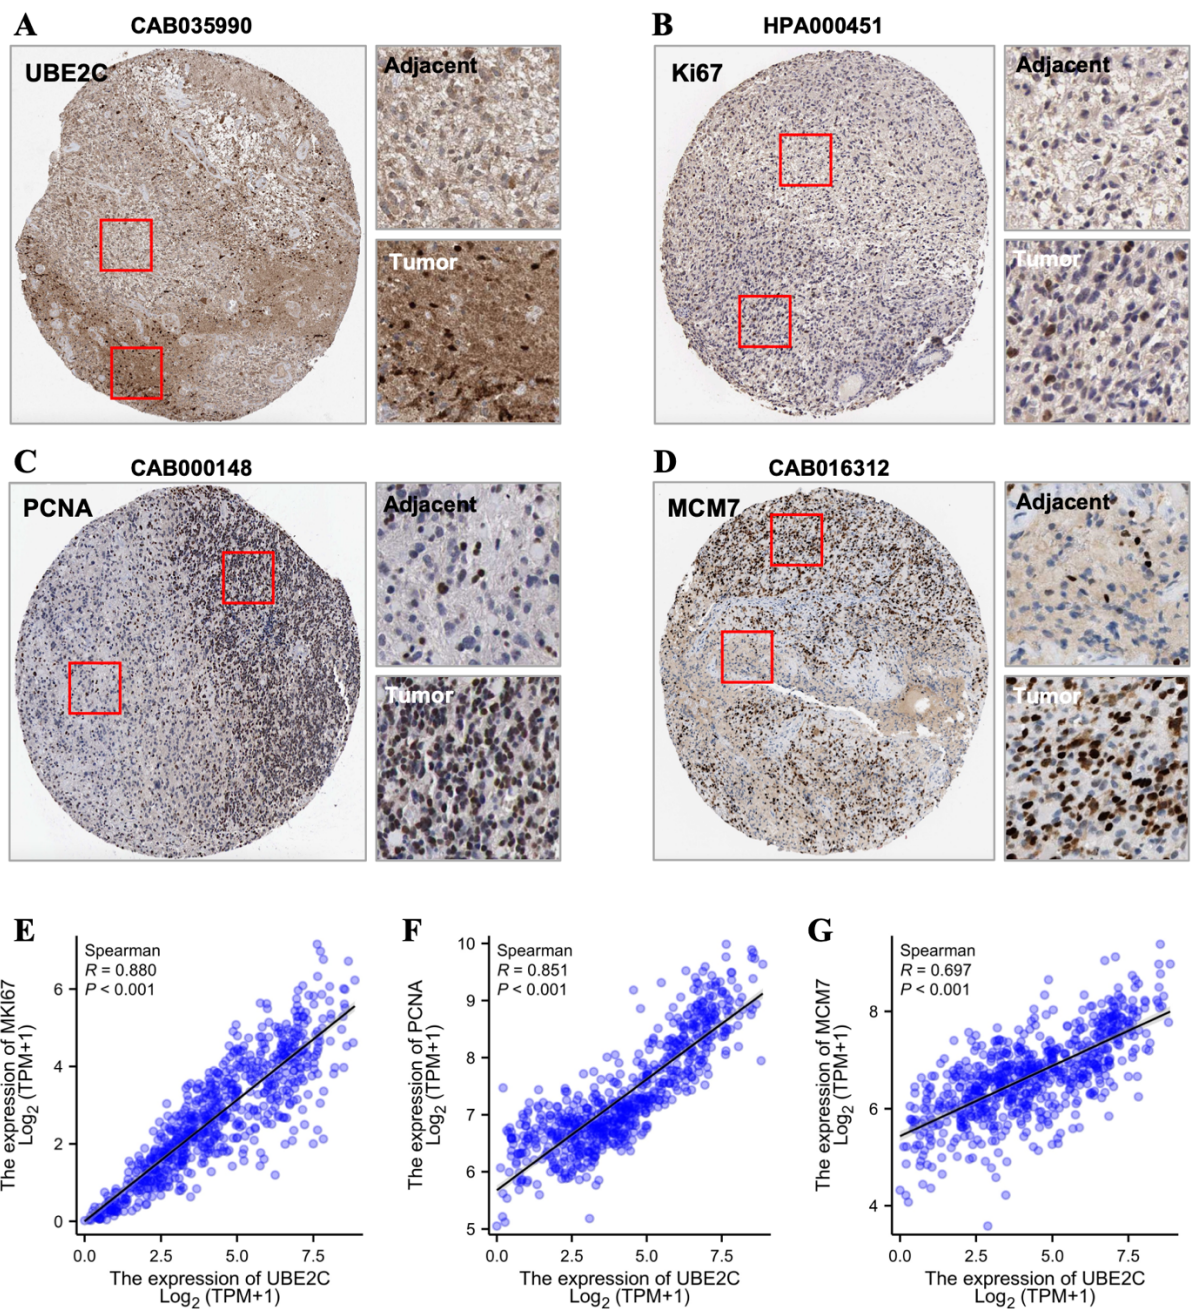 A
CAB035990
UBE2C
Adjacent
Tumor
B
HPA000451
Ki67
Adjacent
Tumor
C
CAB000148
PCNA
Adjacent
Tumor
D
CAB016312
MCM7
Adjacent
Tumor
E
Spearman
R = 0.880
P < 0.001
The expression of MKI67
Log2 (TPM+1)
6
4
2
0
0.0 2.5 5.0 7.5
The expression of UBE2C
Log2 (TPM+1)
F
Spearman
R = 0.851
P < 0.001
The expression of PCNA
Log2 (TPM+1)
10
9
8
7
6
5
0.0 2.5 5.0 7.5
The expression of UBE2C
Log2 (TPM+1)
G
Spearman
R = 0.697
P < 0.001
The expression of MCM7
Log2 (TPM+1)
8
6
4
0.0 2.5 5.0 7.5
The expression of UBE2C
Log2 (TPM+1)